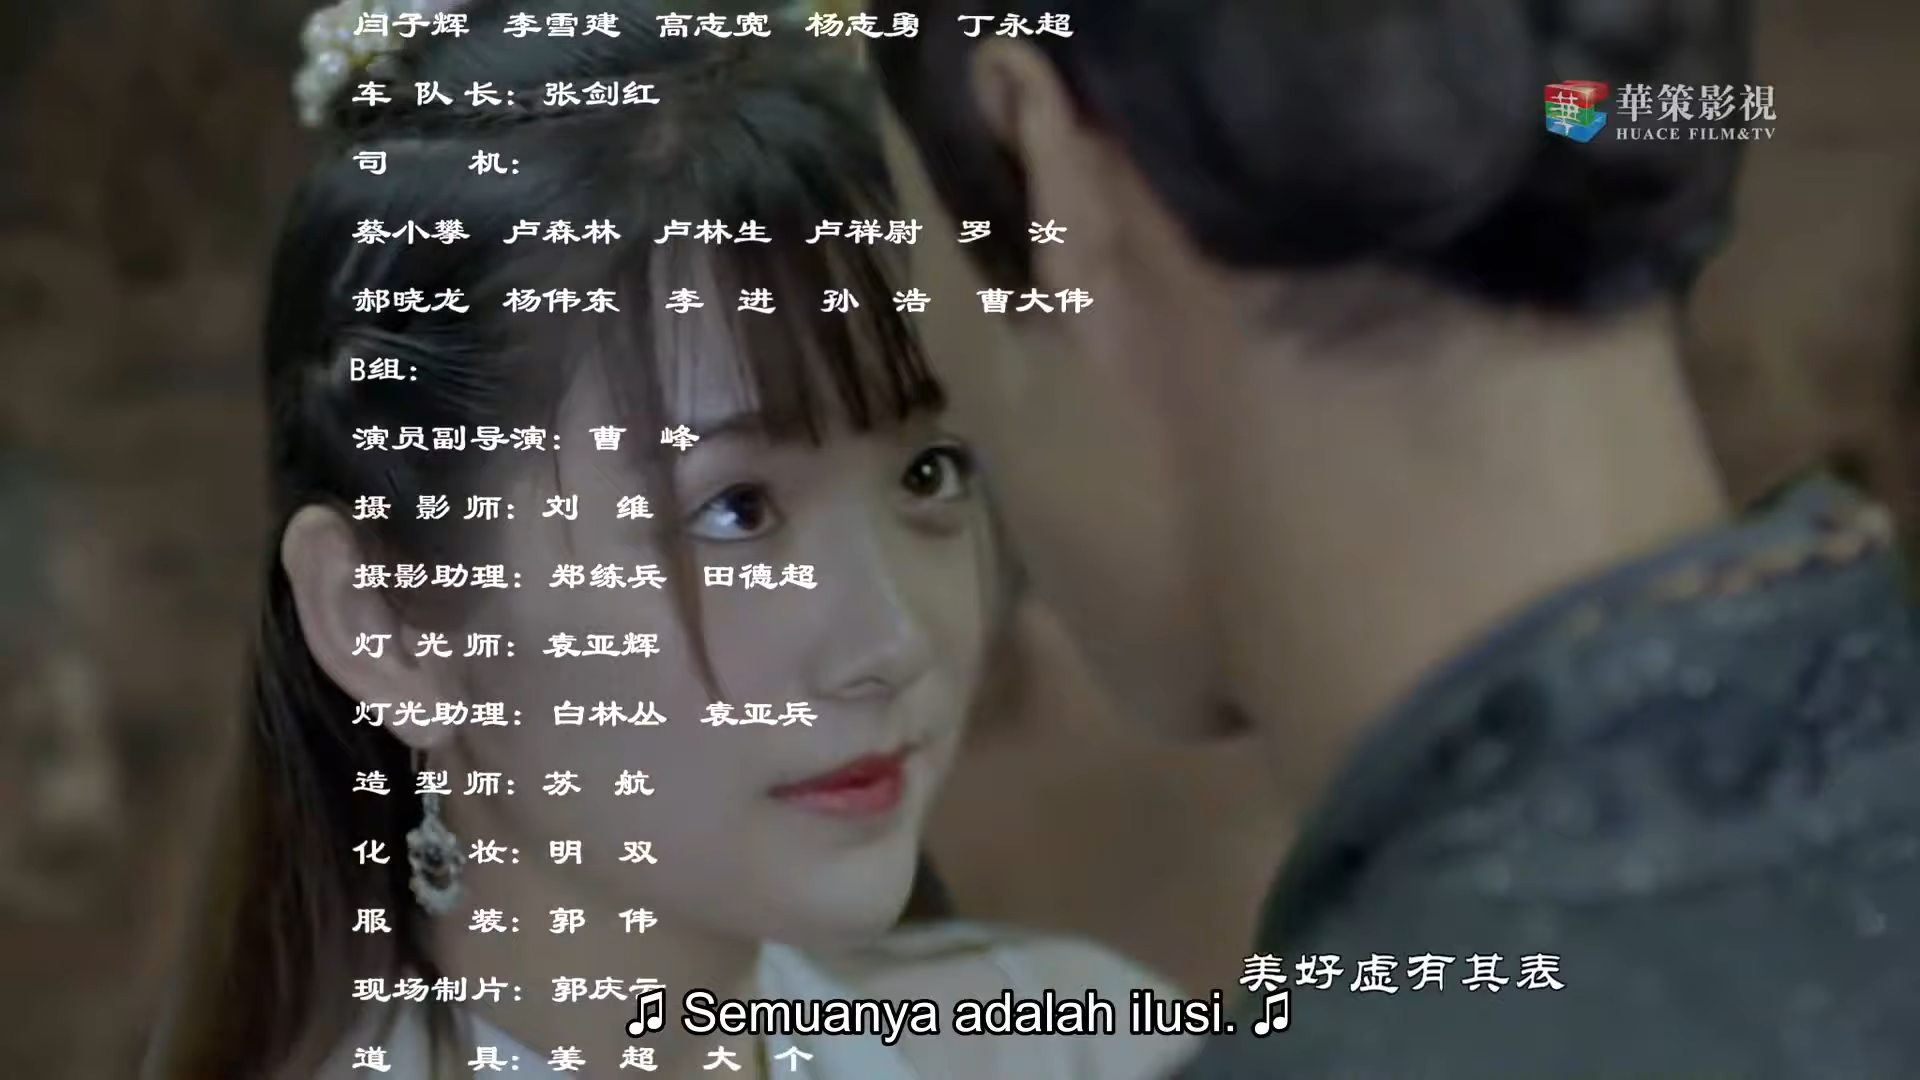 闫子辉 李雪建 高志宽 杨志勇 丁永超
车队长：张剑红
華策影視
HUACE FILM&TV
司机：
蔡小攀 卢森林 卢林生 卢祥尉 罗汝
郝晓龙 杨伟东 李进 孙浩 曹大伟
B组：
演员副导演：曹峰
摄影师：刘维
摄影助理：郑练兵 田德超
灯光师：袁亚辉
灯光助理：白林丛 袁亚兵
造型师：苏航
化妆：明双
服装：郭伟
美好虚有其表
现场制片：郭庆
♫ Semuanya adalah ilusi. ♫
道具：姜超 大个